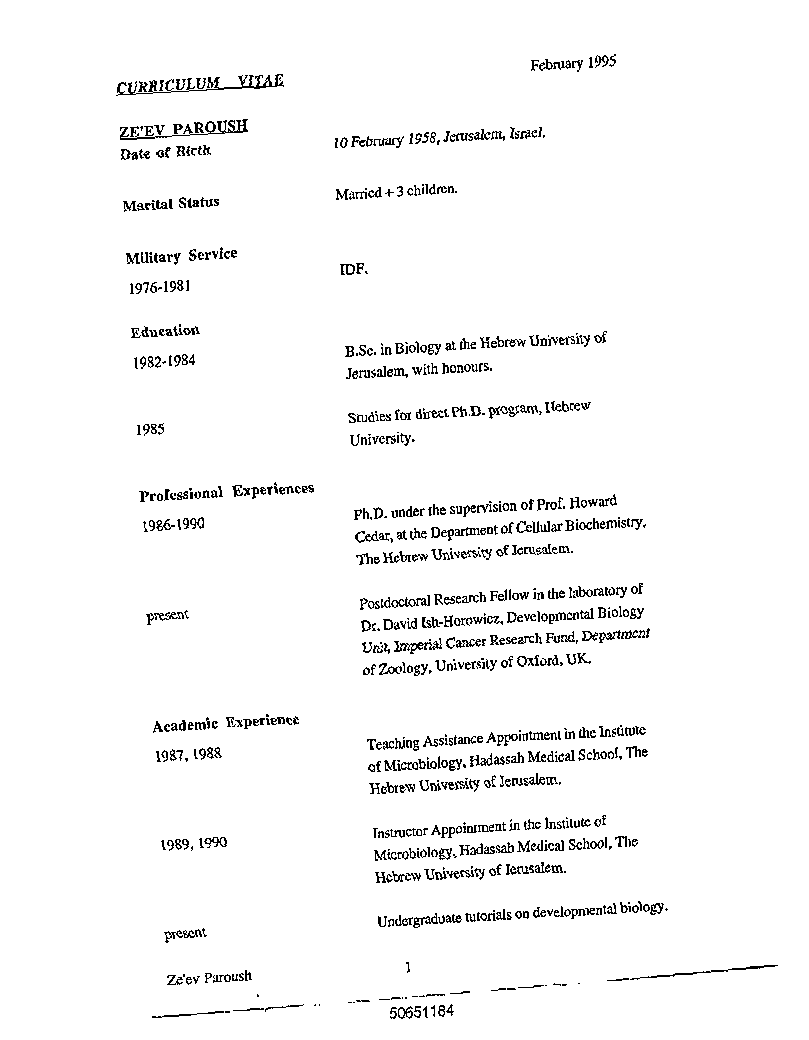 February 1995
CURRICULUM VITAE
ZE'EV PAROUSH
Date of Birth
10 February 1958, Jerusalem, Israel.
Marital Status
Married + 3 children.
Military Service
1976-1981
IDF.
Education
1982-1984
B.Sc. in Biology at the Hebrew University of
Jerusalem, with honours.
1985
Studies for direct Ph.D. program, Hebrew
University.
Professional Experiences
1986-1990
Ph.D. under the supervision of Prof. Howard
Cedar, at the Department of Cellular Biochemistry,
The Hebrew University of Jerusalem.
present
Postdoctoral Research Fellow in the laboratory of
Dr. David Ish-Horowicz, Developmental Biology
Unit, Imperial Cancer Research Fund, Department
of Zoology, University of Oxford, UK.
Academic Experience
1987, 1988
Teaching Assistance Appointment in the Institute
of Microbiology, Hadassah Medical School, The
Hebrew University of Jerusalem.
1989, 1990
Instructor Appointment in the Institute of
Microbiology, Hadassah Medical School, The
Hebrew University of Jerusalem.
present
Undergraduate tutorials on developmental biology.
Ze'ev Paroush
1
50651184